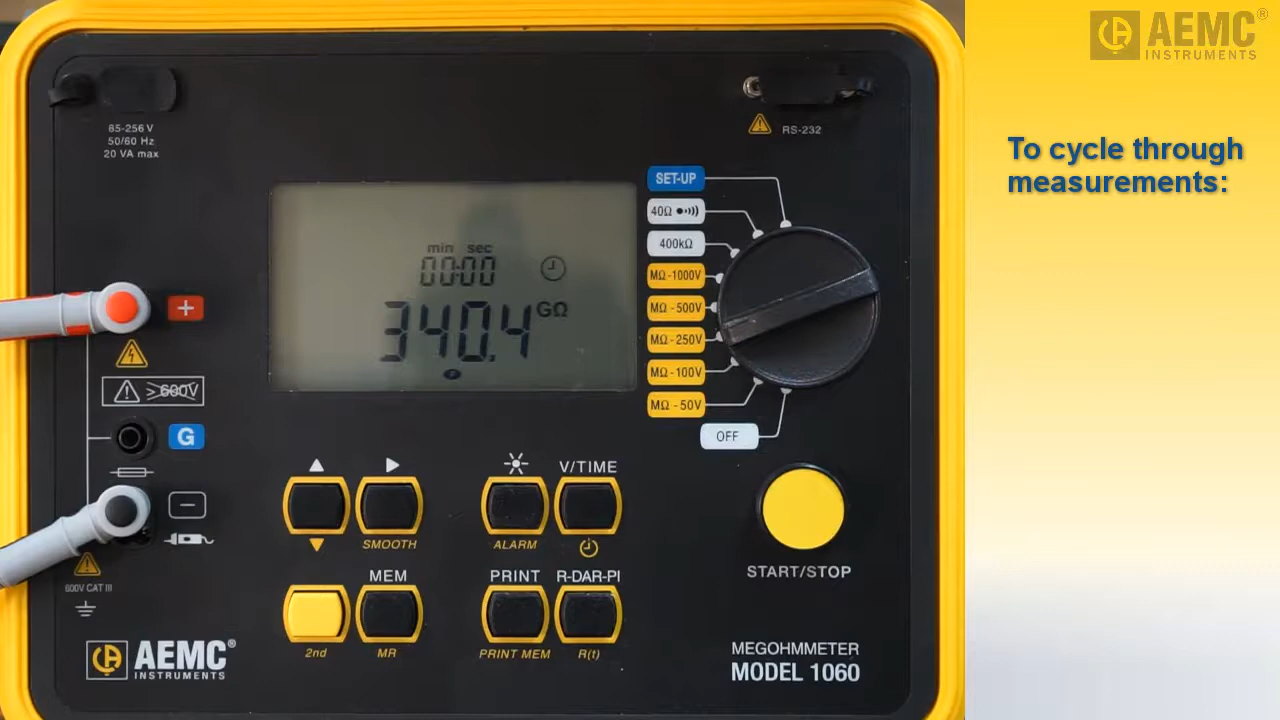 AEMC®
INSTRUMENTS
To cycle through
measurements:
85-256 V
50/60 Hz
20 VA max
RS-232
SET-UP
40Ω
400kΩ
MΩ-1000V
MΩ-500V
MΩ-250V
MΩ-100V
MΩ-50V
OFF
min sec
00:00
340.4 GΩ
+
≥600V
G
−
600V CAT III
V/TIME
SMOOTH
ALARM
MEM
PRINT
R-DAR-PI
2nd
MR
PRINT MEM
R(t)
START/STOP
AEMC®
INSTRUMENTS
MEGOHMMETER
MODEL 1060